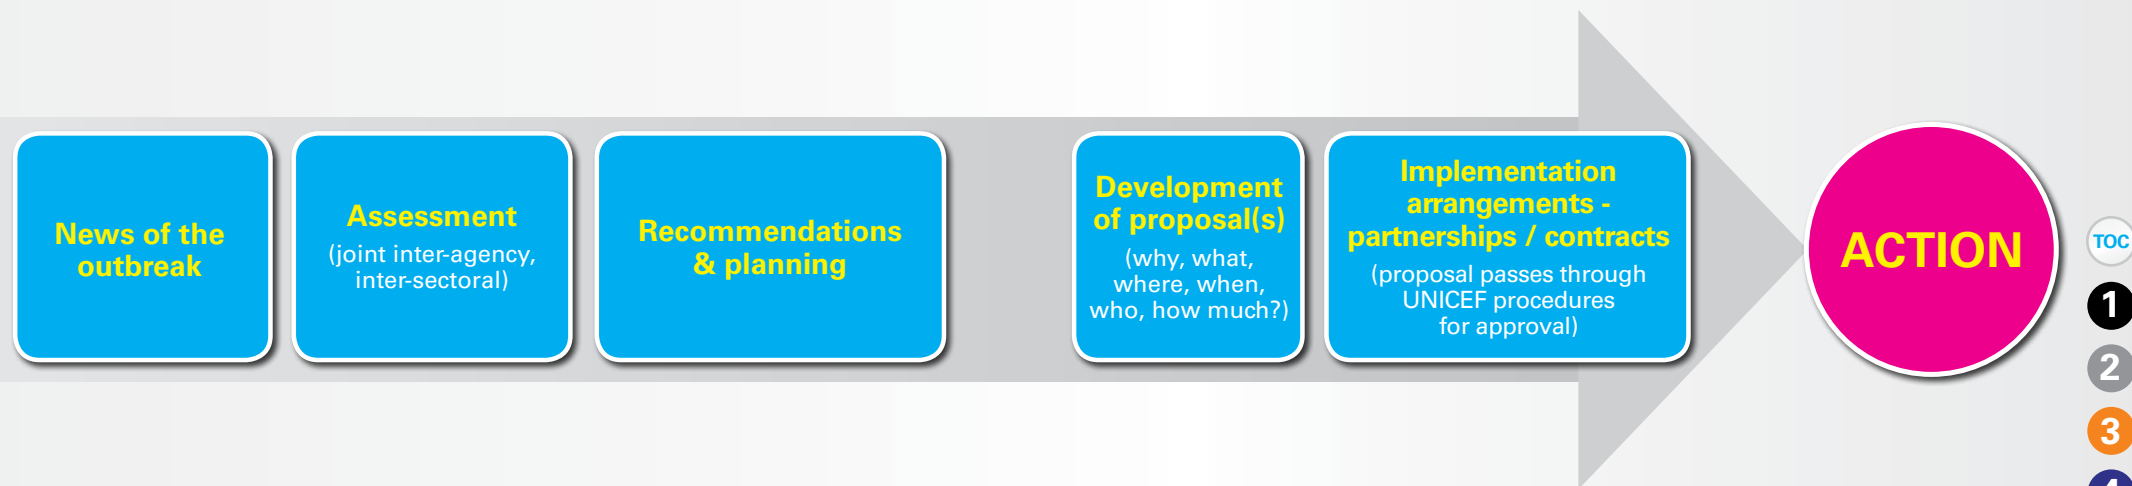 News of the
outbreak
Assessment
(joint inter-agency,
inter-sectoral)
Recommendations
& planning
Development
of proposal(s)
(why, what,
where, when,
who, how much?)
Implementation
arrangements -
partnerships / contracts
(proposal passes through
UNICEF procedures
for approval)
ACTION
TOC
1
2
3
4